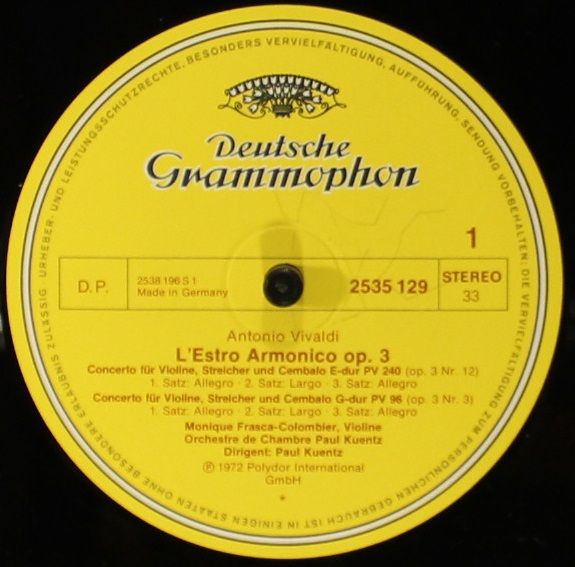 URHEBER- UND LEISTUNGSSCHUTZRECHTE, BESONDERS VERVIELFÄLTIGUNG, AUFFÜHRUNG, SENDUNG VORBEHALTEN; DIE VERVIELFÄLTIGUNG ZUM PERSÖNLICHEN GEBRAUCH IST IN EINIGEN STAATEN OHNE BESONDERE ERLAUBNIS ZULÄSSIG.
Deutsche
Grammophon
1
D.P.
2538 196 S 1
Made in Germany
2535 129
STEREO
33
Antonio Vivaldi
L'Estro Armonico op. 3
Concerto für Violine, Streicher und Cembalo E-dur PV 240 (op. 3 Nr. 12)
1. Satz: Allegro · 2. Satz: Largo · 3. Satz: Allegro
Concerto für Violine, Streicher und Cembalo G-dur PV 96 (op. 3 Nr. 3)
1. Satz: Allegro · 2. Satz: Largo · 3. Satz: Allegro
Monique Frasca-Colombier, Violine
Orchestre de Chambre Paul Kuentz
Dirigent: Paul Kuentz
Ⓟ 1972 Polydor International
GmbH
*